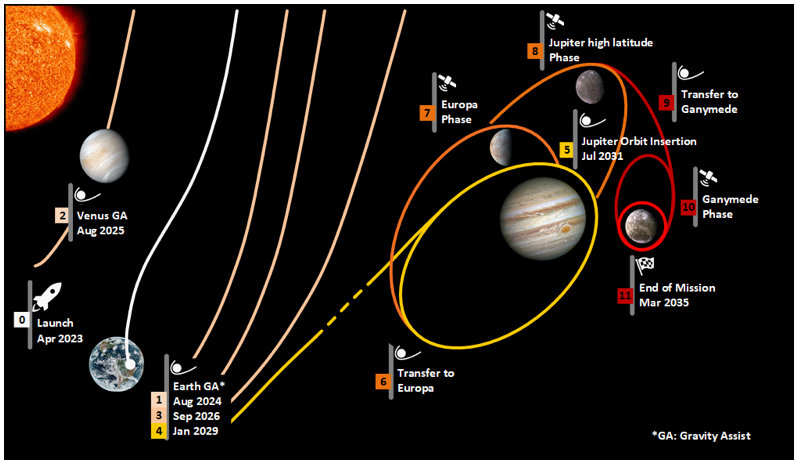 8
Jupiter high latitude
Phase
7
Europa
Phase
9
Transfer to
Ganymede
5
Jupiter Orbit Insertion
Jul 2031
2
Venus GA
Aug 2025
10
Ganymede
Phase
0
Launch
Apr 2023
11
End of Mission
Mar 2035
6
Transfer to
Europa
Earth GA*
1 Aug 2024
3 Sep 2026
4 Jan 2029
*GA: Gravity Assist